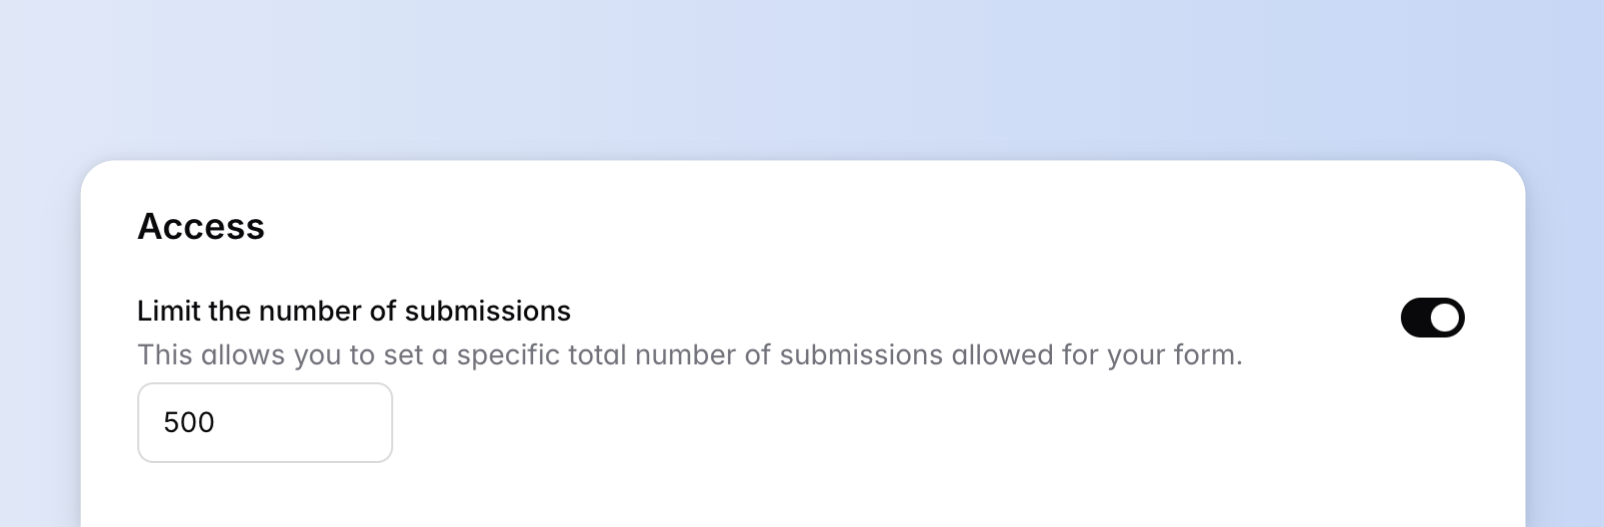 Access
Limit the number of submissions
This allows you to set a specific total number of submissions allowed for your form.
500